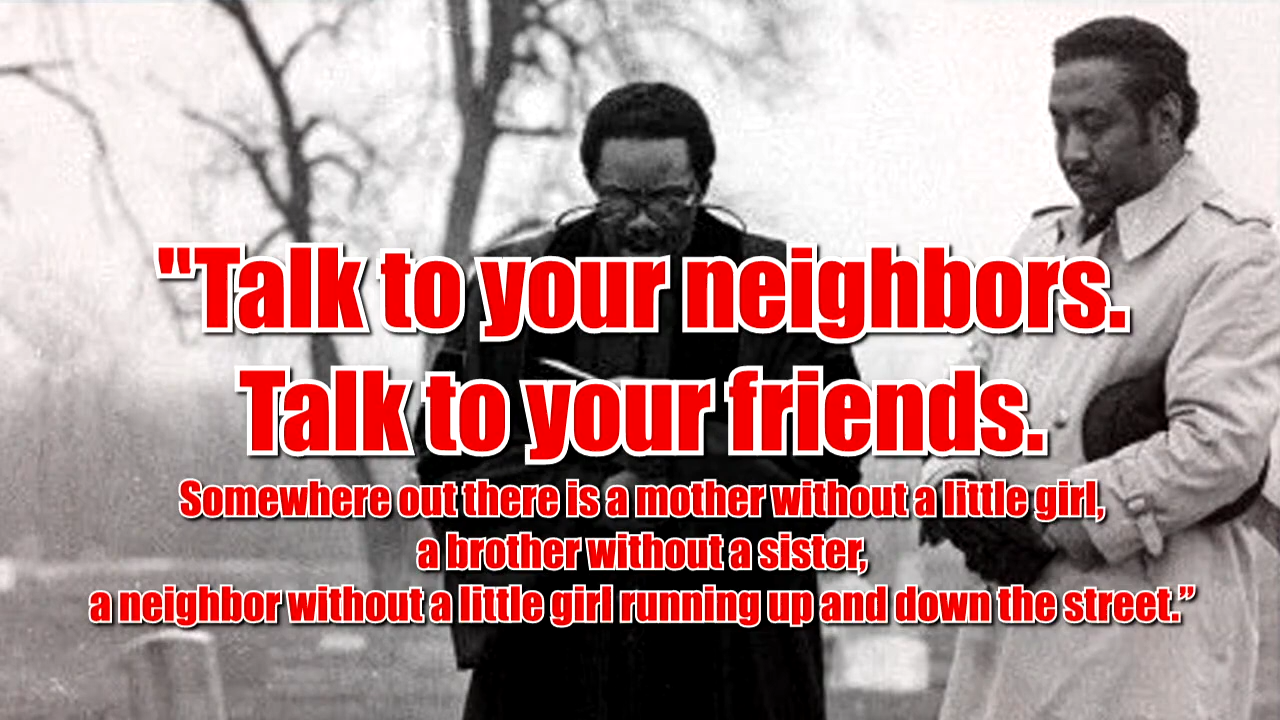 "Talk to your neighbors.
Talk to your friends.
Somewhere out there is a mother without a little girl,
a brother without a sister,
a neighbor without a little girl running up and down the street.”